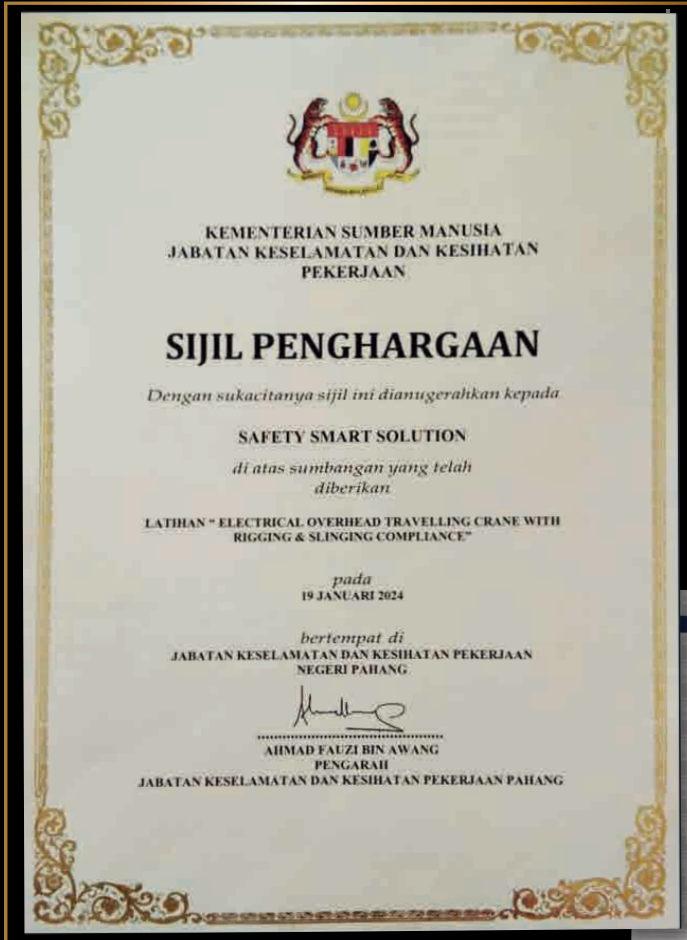 KEMENTERIAN SUMBER MANUSIA
JABATAN KESELAMATAN DAN KESIHATAN
PEKERJAAN
SIJIL PENGHARGAAN
Dengan sukacitanya sijil ini dianugerahkan kepada
SAFETY SMART SOLUTION
di atas sumbangan yang telah
diberikan
LATIHAN " ELECTRICAL OVERHEAD TRAVELLING CRANE WITH
RIGGING & SLINGING COMPLIANCE"
pada
19 JANUARI 2024
bertempat di
JABATAN KESELAMATAN DAN KESIHATAN PEKERJAAN
NEGERI PAHANG
AHMAD FAUZI BIN AWANG
PENGARAH
JABATAN KESELAMATAN DAN KESIHATAN PEKERJAAN PAHANG